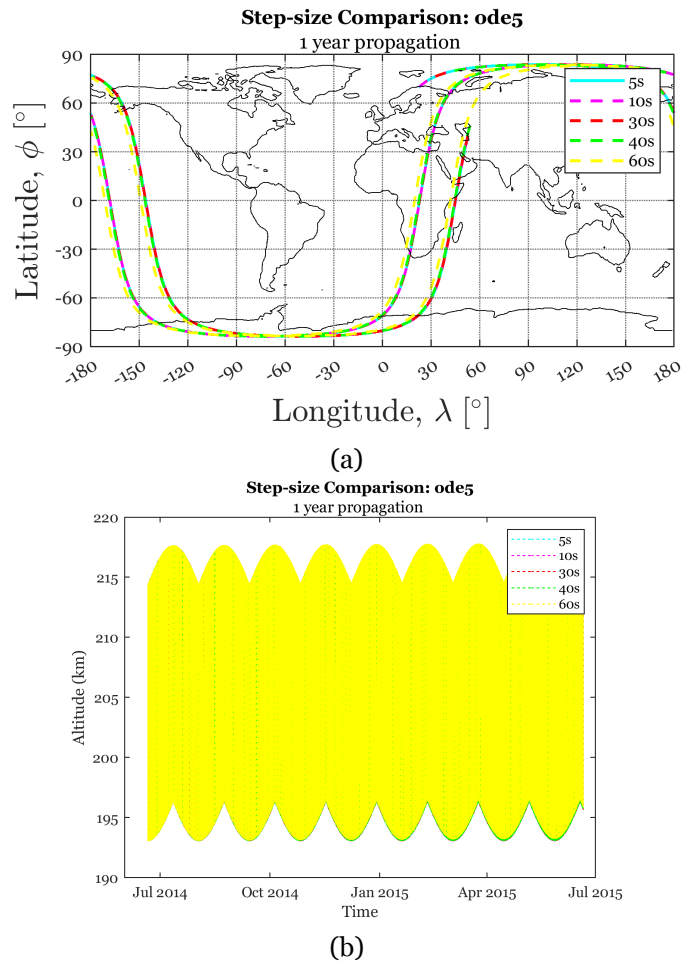 Step-size Comparison: ode5
1 year propagation
90
60
30
0
-30
-60
-90
Latitude, ϕ [°]
5s
10s
30s
40s
60s
-180
-150
-120
-90
-60
-30
0
30
60
90
120
150
180
Longitude, λ [°]
(a)
Step-size Comparison: ode5
1 year propagation
220
215
210
205
200
195
190
Altitude (km)
5s
10s
30s
40s
60s
Jul 2014
Oct 2014
Jan 2015
Apr 2015
Jul 2015
Time
(b)